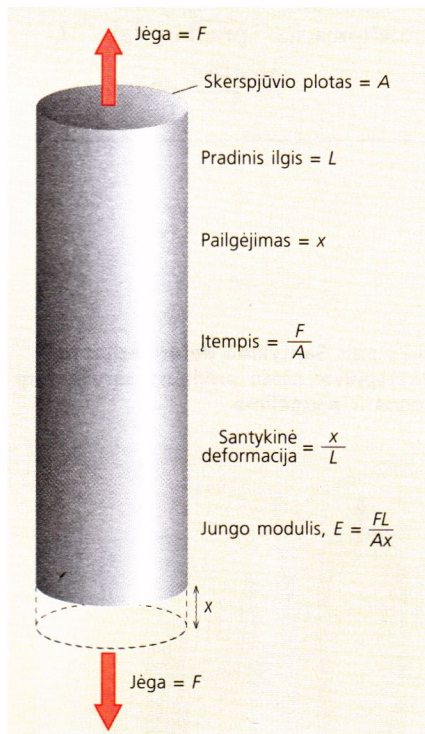 Jėga = F
Skerspjūvio plotas = A
Pradinis ilgis = L
Pailgėjimas = x
Įtempis = F/A
Santykinė
deformacija = x/L
Jungo modulis, E = FL/Ax
x
Jėga = F